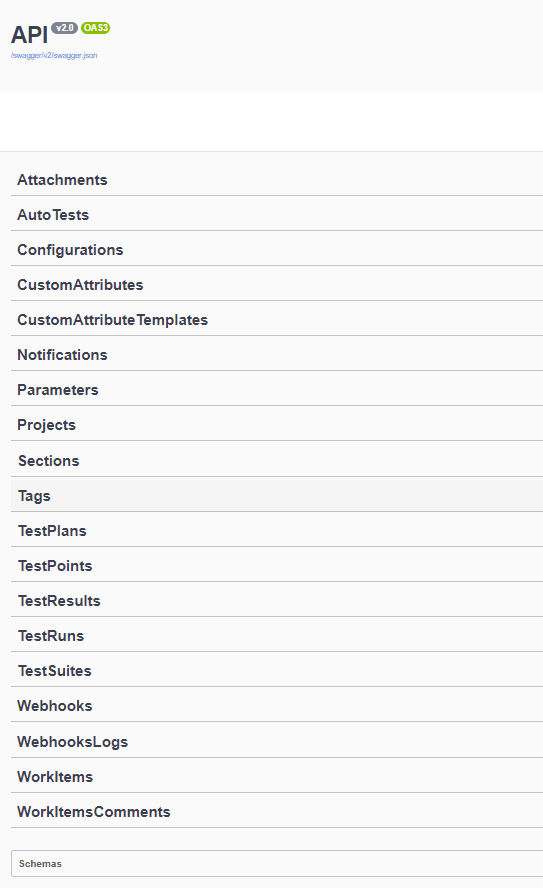 API v2.0 OAS3
/swagger/v2/swagger.json
Attachments
AutoTests
Configurations
CustomAttributes
CustomAttributeTemplates
Notifications
Parameters
Projects
Sections
Tags
TestPlans
TestPoints
TestResults
TestRuns
TestSuites
Webhooks
WebhooksLogs
WorkItems
WorkItemsComments
Schemas